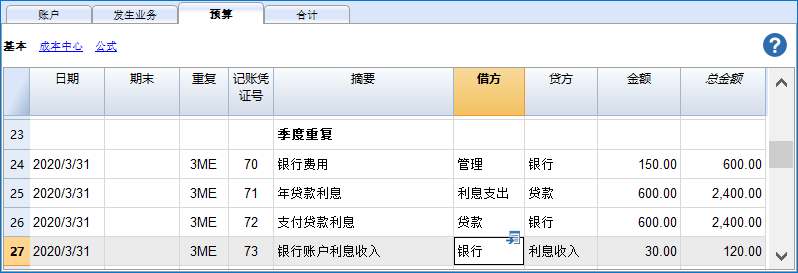 账户 发生业务 预算 合计
基本 成本中心 公式 ?
日期 期末 重复 记账凭证号 摘要 借方 贷方 金额 总金额
23 季度重复
24 2020/3/31 3ME 70 银行费用 管理 银行 150.00 600.00
25 2020/3/31 3ME 71 年贷款利息 利息支出 贷款 600.00 2,400.00
26 2020/3/31 3ME 72 支付贷款利息 贷款 银行 600.00 2,400.00
27 2020/3/31 3ME 73 银行账户利息收入 银行 利息收入 30.00 120.00